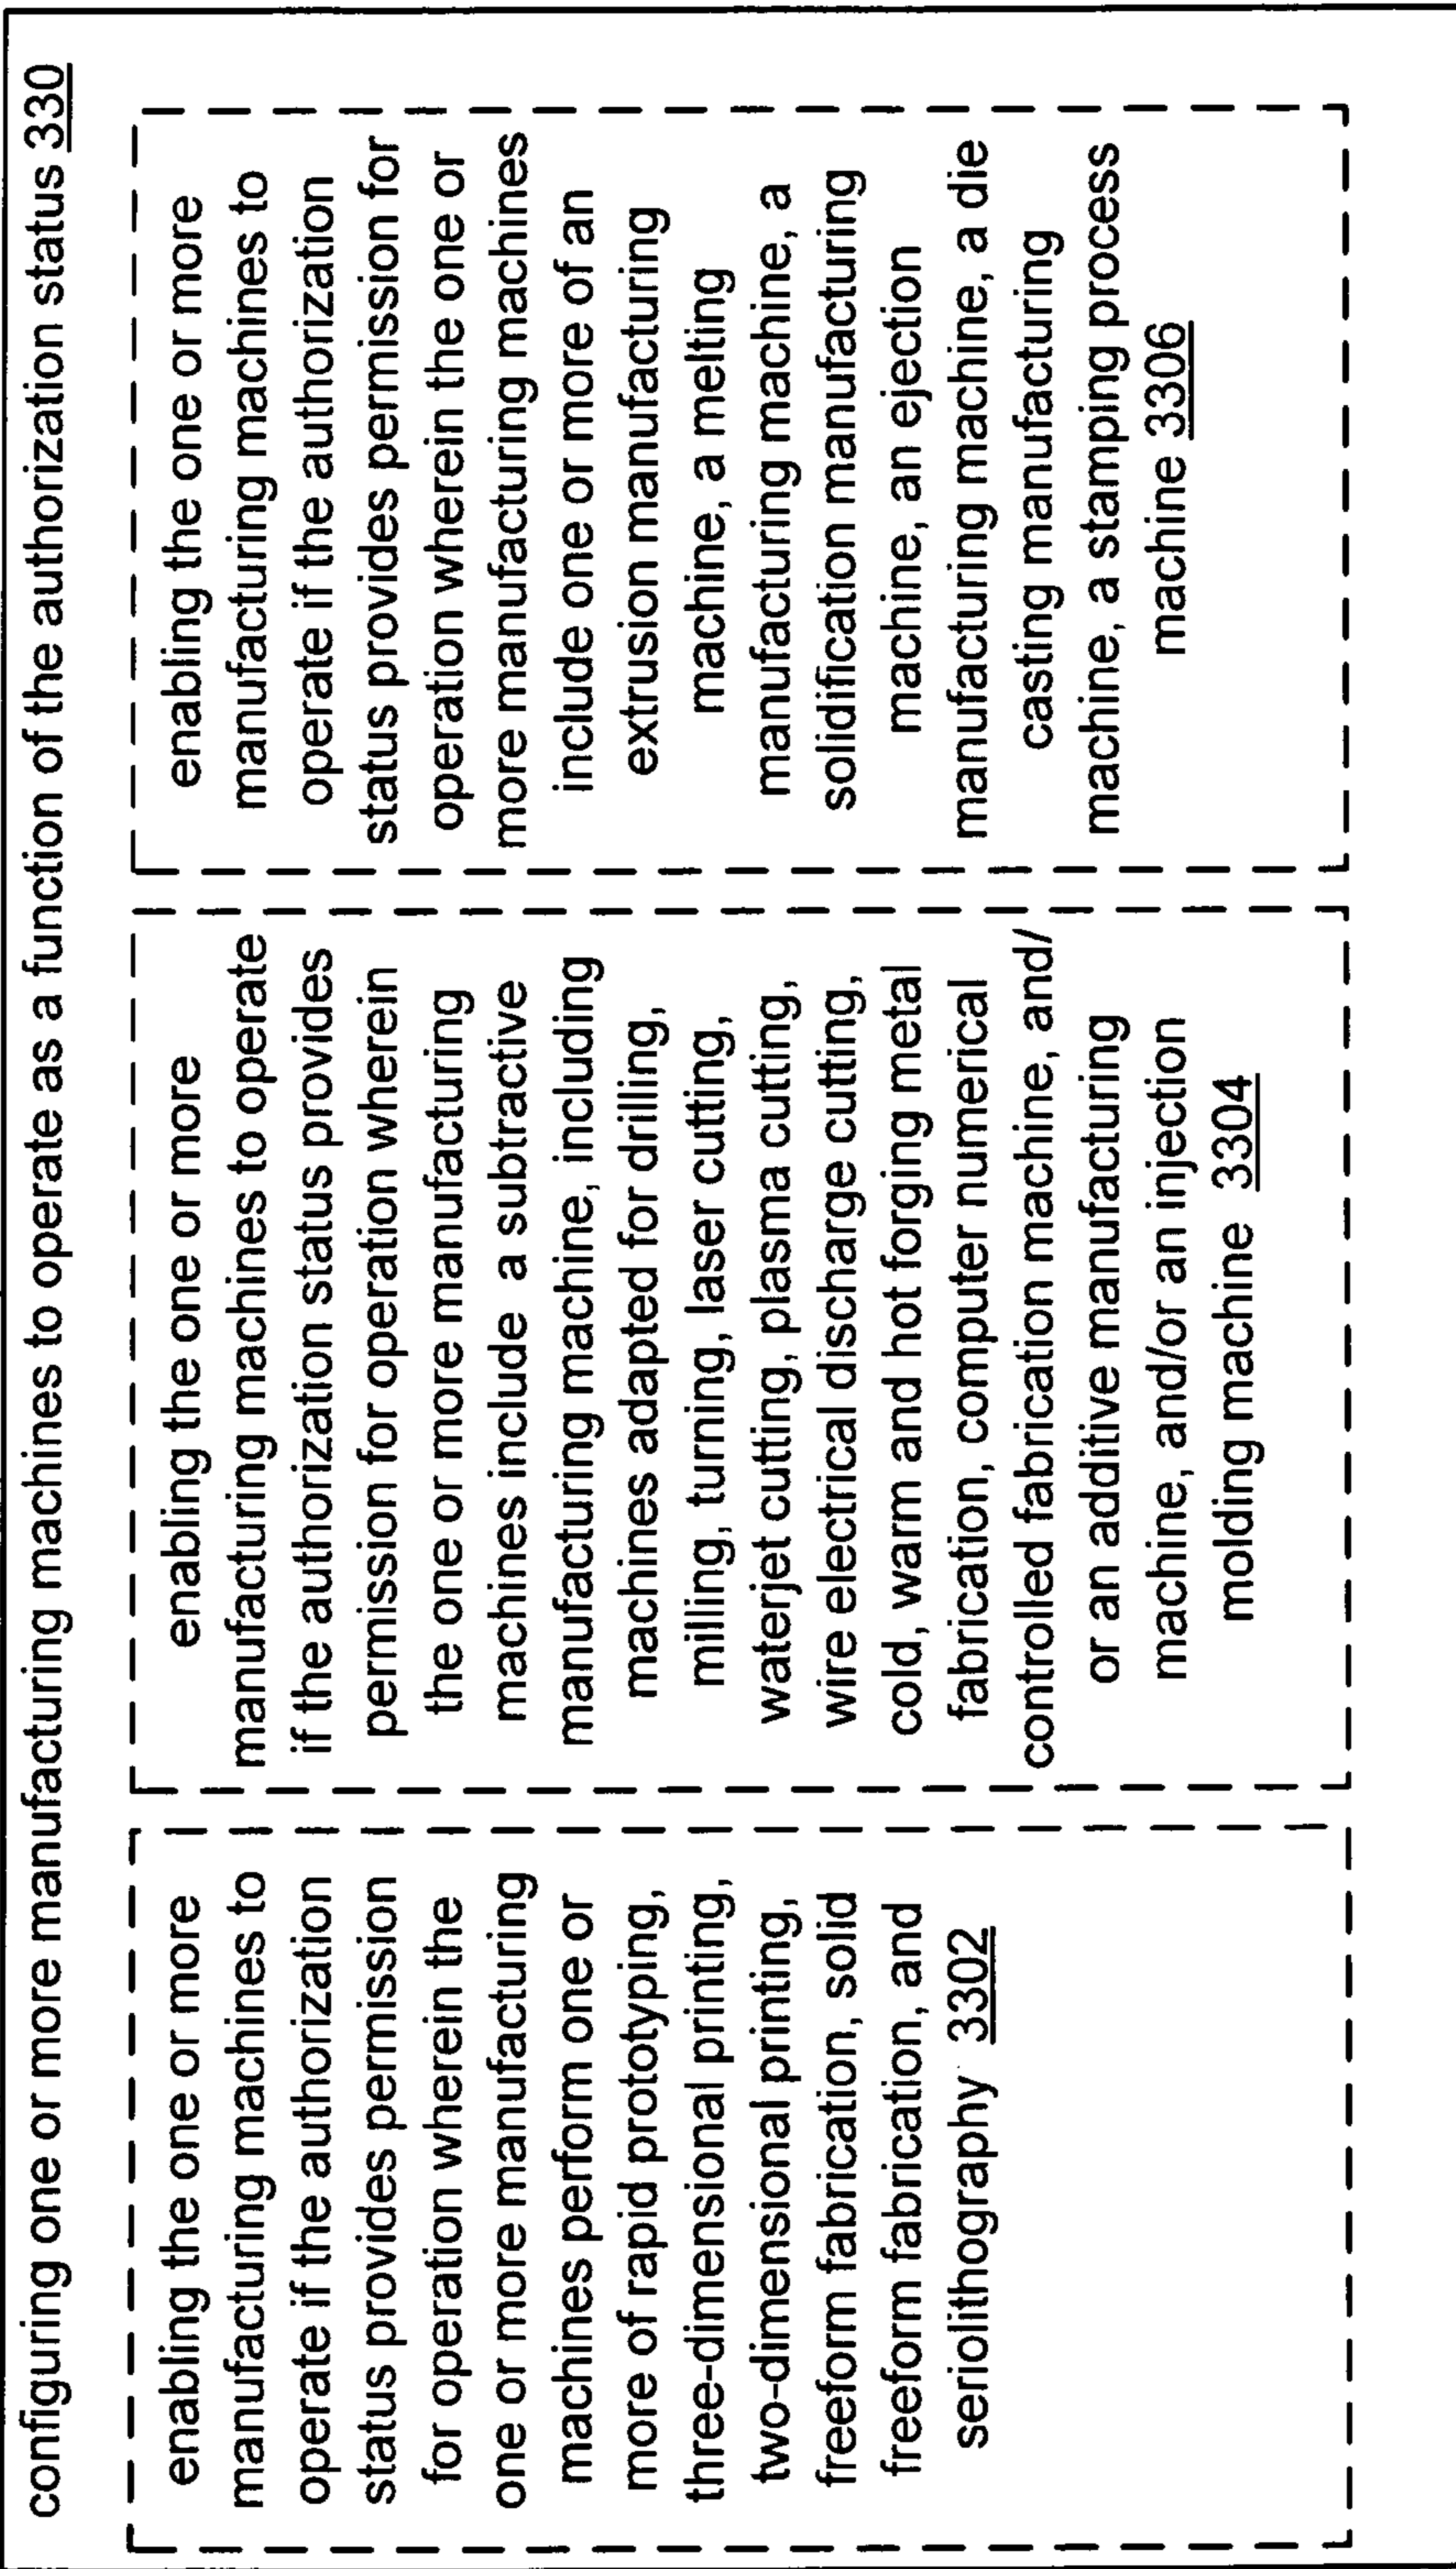 configuring one or more manufacturing machines to operate as a function of the authorization status 330
enabling the one or more
manufacturing machines to
operate if the authorization
status provides permission
for operation wherein the
one or more manufacturing
machines perform one or
more of rapid prototyping,
three-dimensional printing,
two-dimensional printing,
freeform fabrication, solid
freeform fabrication, and
seriolithography 3302
enabling the one or more
manufacturing machines to operate
if the authorization status provides
permission for operation wherein
the one or more manufacturing
machines include a subtractive
manufacturing machine, including
machines adapted for drilling,
milling, turning, laser cutting,
waterjet cutting, plasma cutting,
wire electrical discharge cutting,
cold, warm and hot forging metal
fabrication, computer numerical
controlled fabrication machine, and/
or an additive manufacturing
machine, and/or an injection
molding machine 3304
enabling the one or more
manufacturing machines to
operate if the authorization
status provides permission for
operation wherein the one or
more manufacturing machines
include one or more of an
extrusion manufacturing
machine, a melting
manufacturing machine, a
solidification manufacturing
machine, an ejection
manufacturing machine, a die
casting manufacturing
machine, a stamping process
machine 3306